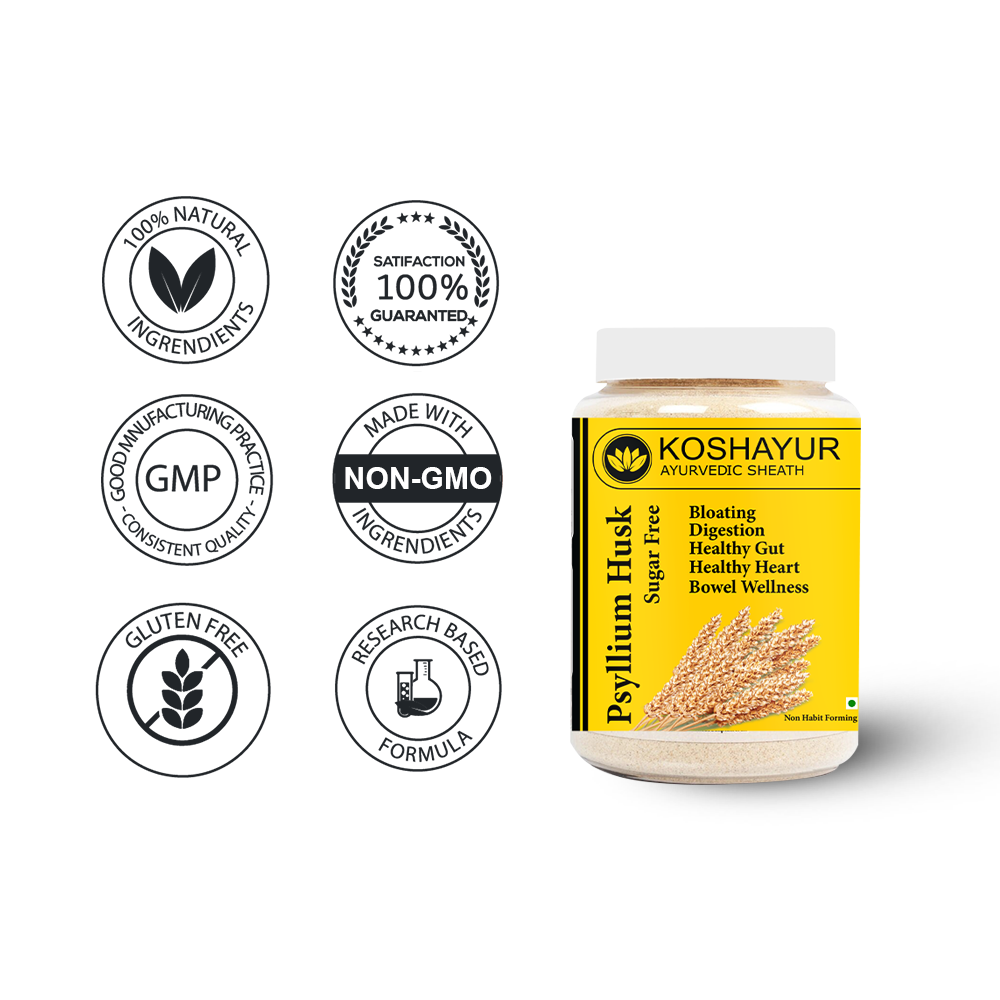 100% NATURAL
INGRENDIENTS
SATIFACTION
100%
GUARANTED
GOOD MNUFACTURING PRACTICE
GMP
- CONSISTENT QUALITY -
MADE WITH
NON-GMO
INGRENDIENTS
GLUTEN FREE
RESEARCH BASED
FORMULA
KOSHAYUR
AYURVEDIC SHEATH
Psyllium Husk
Sugar Free
Bloating
Digestion
Healthy Gut
Healthy Heart
Bowel Wellness
Non Habit Forming